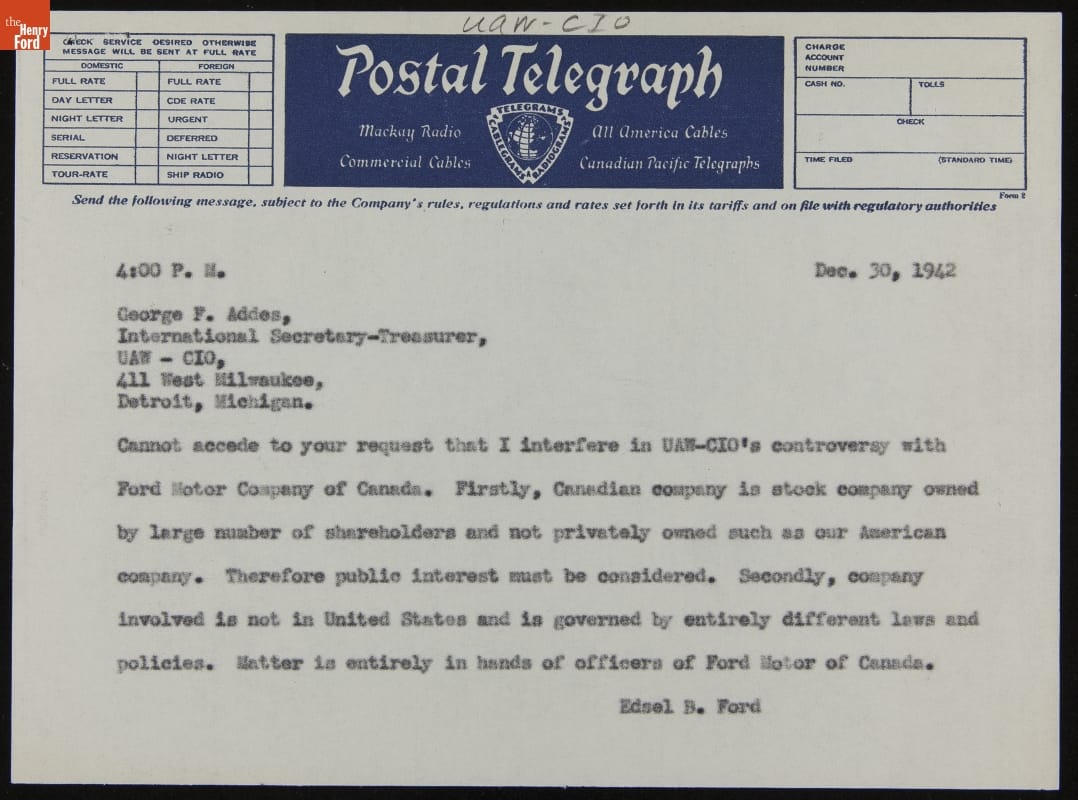 the
Henry
Ford
UAW-CIO
CHECK SERVICE DESIRED OTHERWISE
MESSAGE WILL BE SENT AT FULL RATE
DOMESTIC FOREIGN
FULL RATE FULL RATE
DAY LETTER CDE RATE
NIGHT LETTER URGENT
SERIAL DEFERRED
RESERVATION NIGHT LETTER
TOUR-RATE SHIP RADIO
Postal Telegraph
Mackay Radio All America Cables
Commercial Cables Canadian Pacific Telegraphs
TELEGRAMS
CABLEGRAMS
RADIOGRAMS
CHARGE
ACCOUNT
NUMBER
CASH NO. TOLLS
CHECK
TIME FILED (STANDARD TIME)
Form 2
Send the following message, subject to the Company's rules, regulations and rates set forth in its tariffs and on file with regulatory authorities
4:00 P. M. Dec. 30, 1942
George F. Addes,
International Secretary-Treasurer,
UAW - CIO,
411 West Milwaukee,
Detroit, Michigan.
Cannot accede to your request that I interfere in UAW-CIO's controversy with
Ford Motor Company of Canada. Firstly, Canadian company is stock company owned
by large number of shareholders and not privately owned such as our American
company. Therefore public interest must be considered. Secondly, company
involved is not in United States and is governed by entirely different laws and
policies. Matter is entirely in hands of officers of Ford Motor of Canada.
Edsel B. Ford